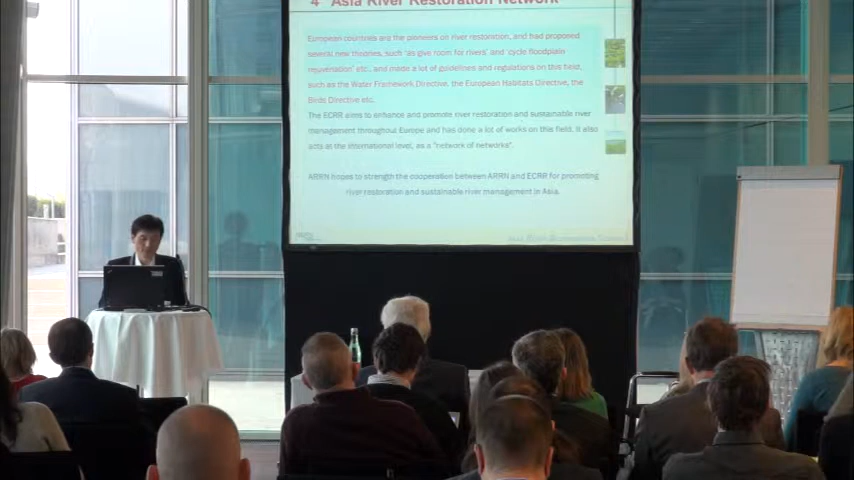 4 Asia River Restoration Network
European countries are the pioneers on river restoration, and had proposed
several new theories, such 'as give room for rivers' and 'cycle floodplain
rejuvenation' etc., and made a lot of guidelines and regulations on this field,
such as the Water Framework Directive, the European Habitats Directive, the
Birds Directive etc.
The ECRR aims to enhance and promote river restoration and sustainable river
management throughout Europe and has done a lot of works on this field. It also
acts at the international level, as a "network of networks".
ARRN hopes to strength the cooperation between ARRN and ECRR for promoting
river restoration and sustainable river management in Asia.